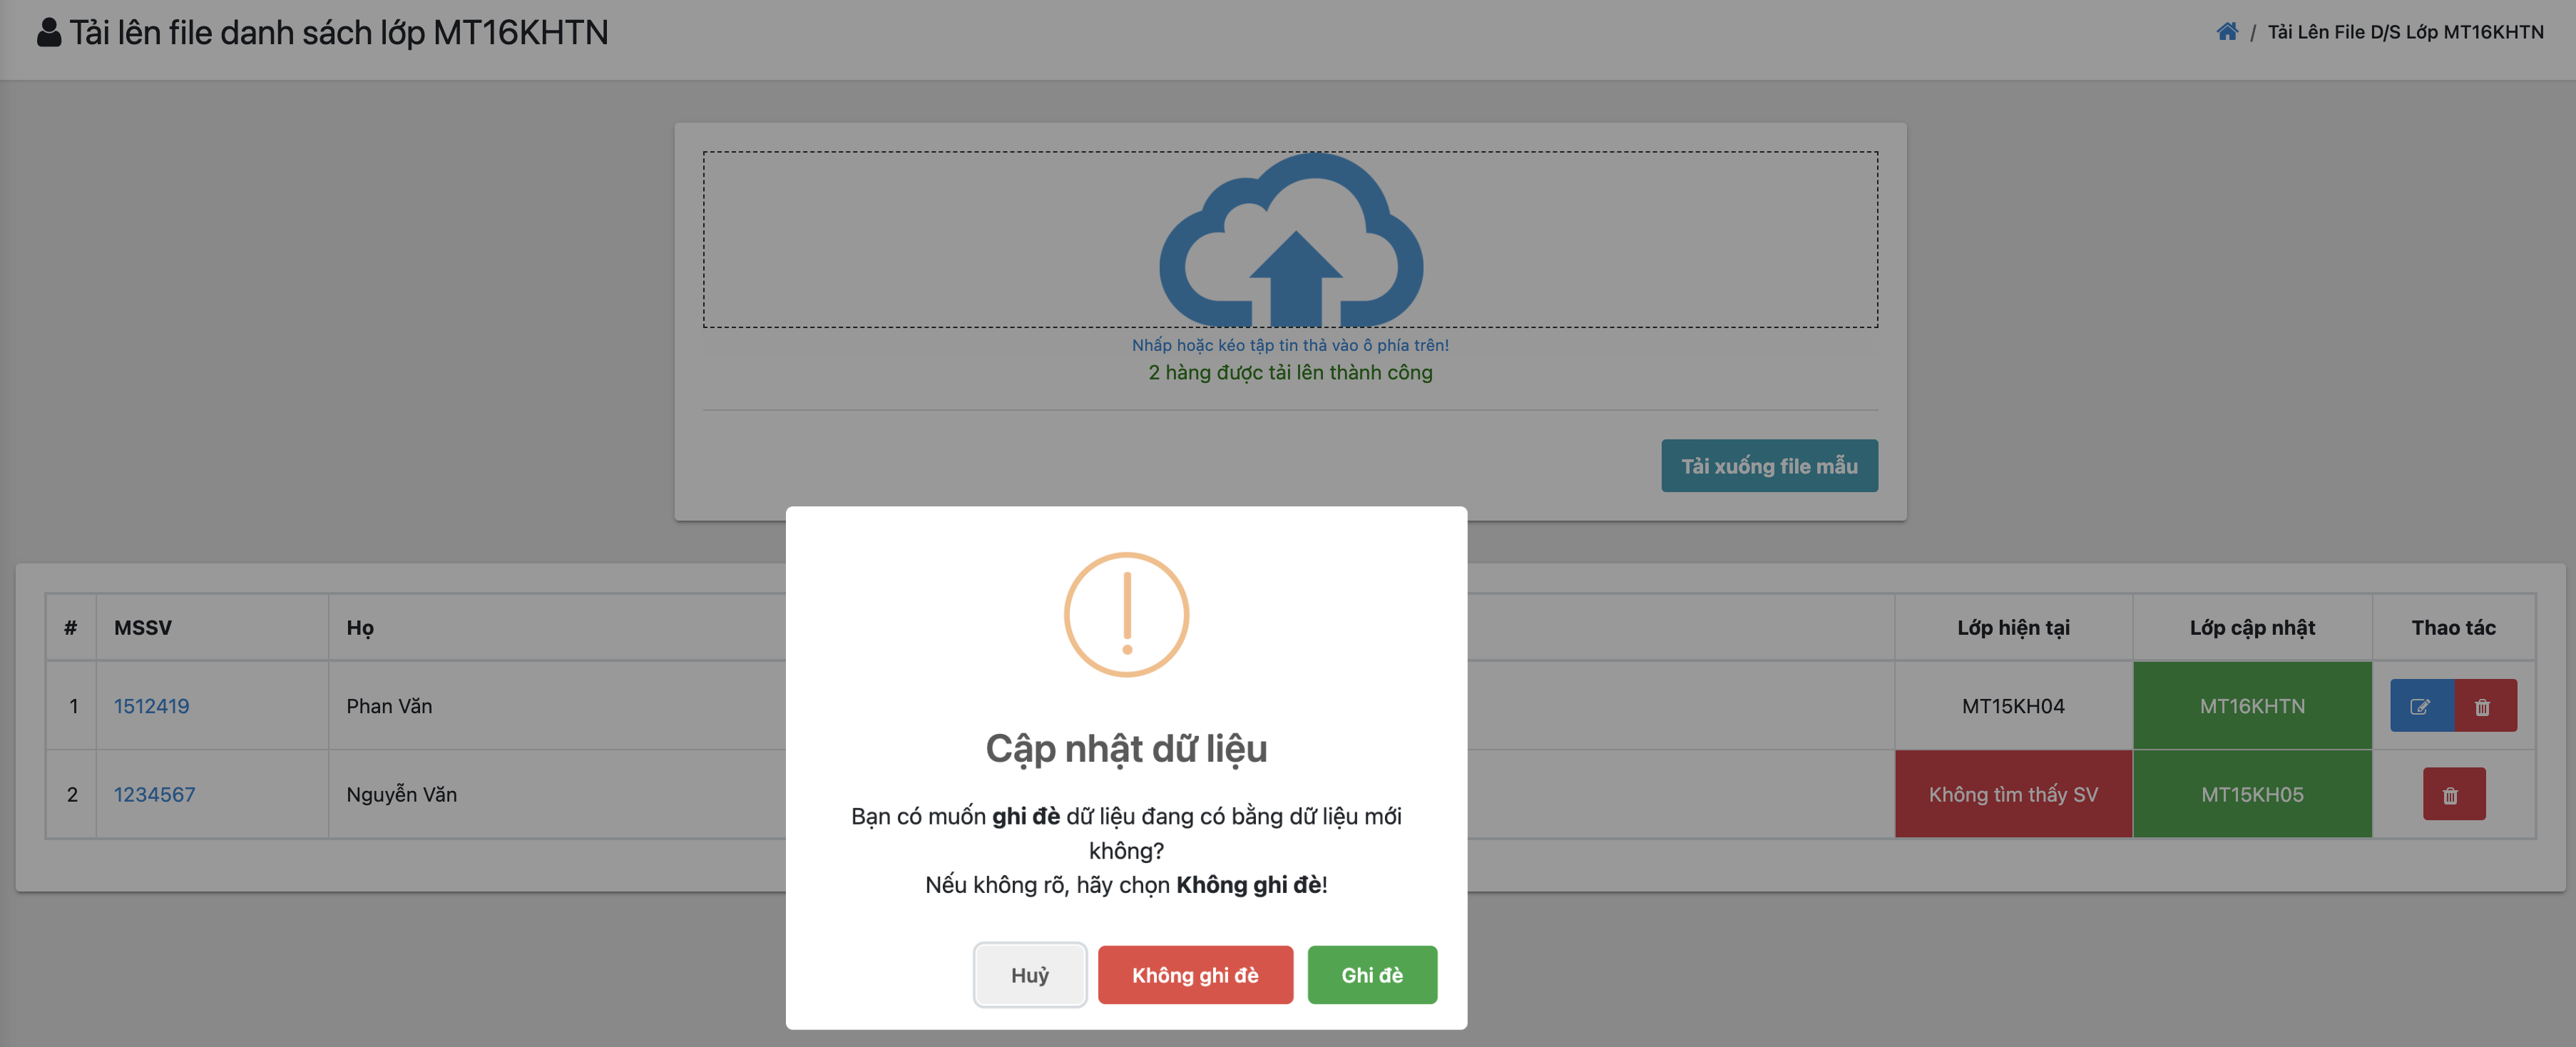 Tải lên file danh sách lớp MT16KHTN
/ Tải Lên File D/S Lớp MT16KHTN
Nhấp hoặc kéo tập tin thả vào ô phía trên!
2 hàng được tải lên thành công
Tải xuống file mẫu
# MSSV Họ Lớp hiện tại Lớp cập nhật Thao tác
1 1512419 Phan Văn MT15KH04 MT16KHTN
2 1234567 Nguyễn Văn Không tìm thấy SV MT15KH05
Cập nhật dữ liệu
Bạn có muốn ghi đè dữ liệu đang có bằng dữ liệu mới
không?
Nếu không rõ, hãy chọn Không ghi đè!
Huỷ Không ghi đè Ghi đè